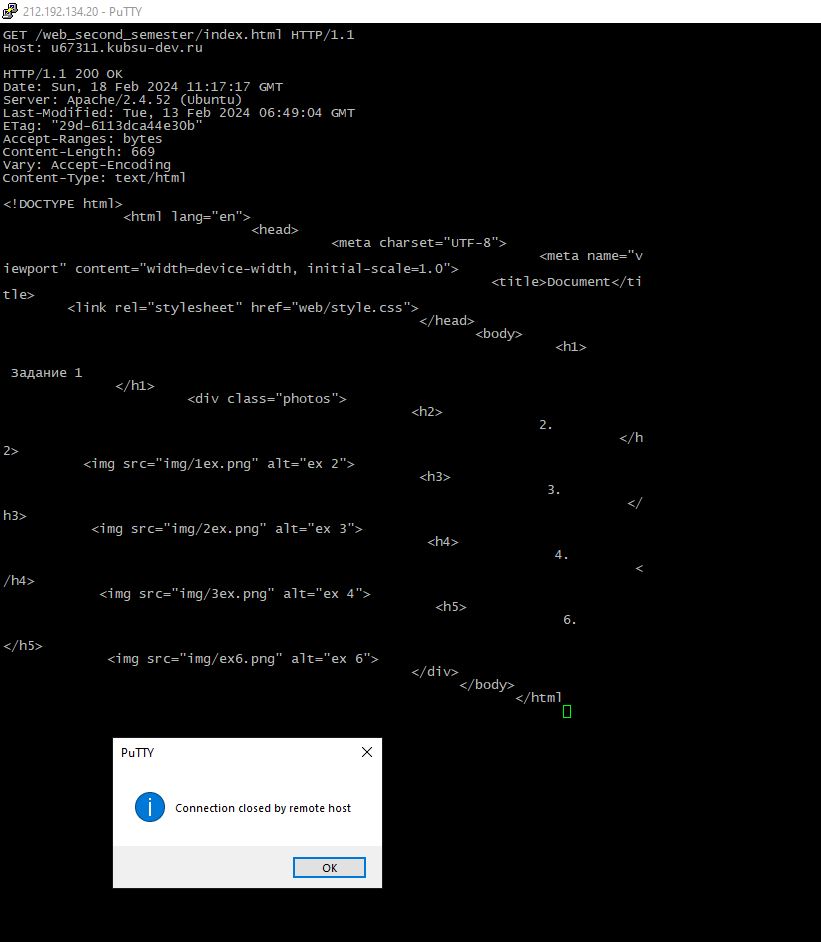 212.192.134.20 - PuTTY
GET /web_second_semester/index.html HTTP/1.1
Host: u67311.kubsu-dev.ru
HTTP/1.1 200 OK
Date: Sun, 18 Feb 2024 11:17:17 GMT
Server: Apache/2.4.52 (Ubuntu)
Last-Modified: Tue, 13 Feb 2024 06:49:04 GMT
ETag: "29d-6113dca44e30b"
Accept-Ranges: bytes
Content-Length: 669
Vary: Accept-Encoding
Content-Type: text/html
<!DOCTYPE html>
<html lang="en">
<head>
<meta charset="UTF-8">
<meta name="v
iewport" content="width=device-width, initial-scale=1.0">
<title>Document</ti
tle>
<link rel="stylesheet" href="web/style.css">
</head>
<body>
<h1>
Задание 1
</h1>
<div class="photos">
<h2>
2.
</h
2>
<img src="img/1ex.png" alt="ex 2">
<h3>
3.
</
h3>
<img src="img/2ex.png" alt="ex 3">
<h4>
4.
<
/h4>
<img src="img/3ex.png" alt="ex 4">
<h5>
6.
</h5>
<img src="img/ex6.png" alt="ex 6">
</div>
</body>
</html
PuTTY
Connection closed by remote host
OK